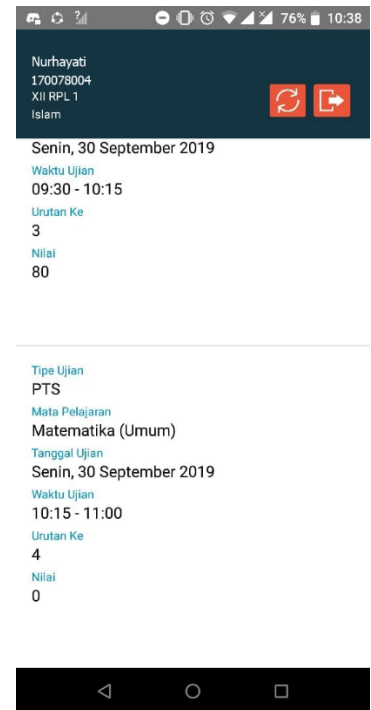 76% 10:38
Nurhayati
170078004
XII RPL 1
Islam
Senin, 30 September 2019
Waktu Ujian
09:30 - 10:15
Urutan Ke
3
Nilai
80
Tipe Ujian
PTS
Mata Pelajaran
Matematika (Umum)
Tanggal Ujian
Senin, 30 September 2019
Waktu Ujian
10:15 - 11:00
Urutan Ke
4
Nilai
0